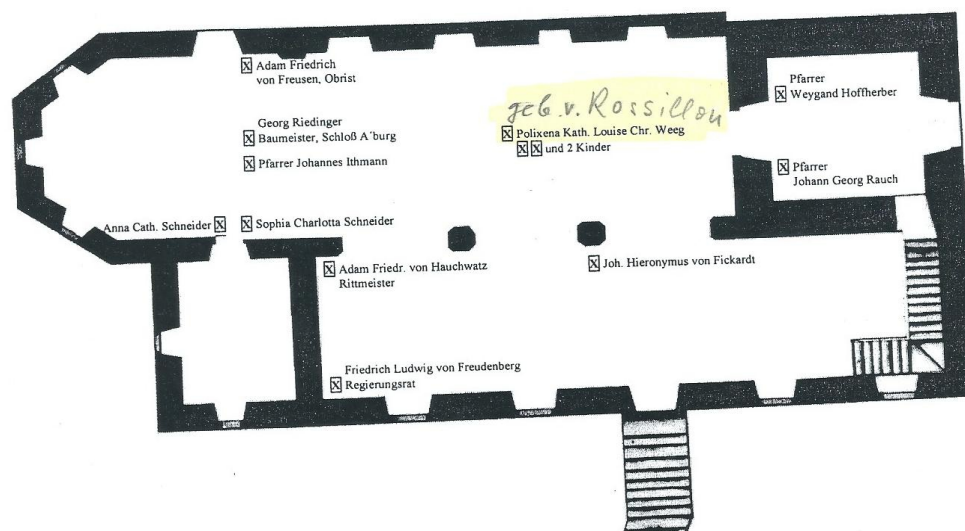 Adam Friedrich
von Freusen, Obrist
Georg Riedinger
Baumeister, Schloß A´burg
Pfarrer Johannes Ithmann
Anna Cath. Schneider
Sophia Charlotta Schneider
geb. v. Rossillon
Polixena Kath. Louise Chr. Weeg
und 2 Kinder
Pfarrer
Weygand Hoffherber
Pfarrer
Johann Georg Rauch
Adam Friedr. von Hauchwatz
Rittmeister
Joh. Hieronymus von Fickardt
Friedrich Ludwig von Freudenberg
Regierungsrat